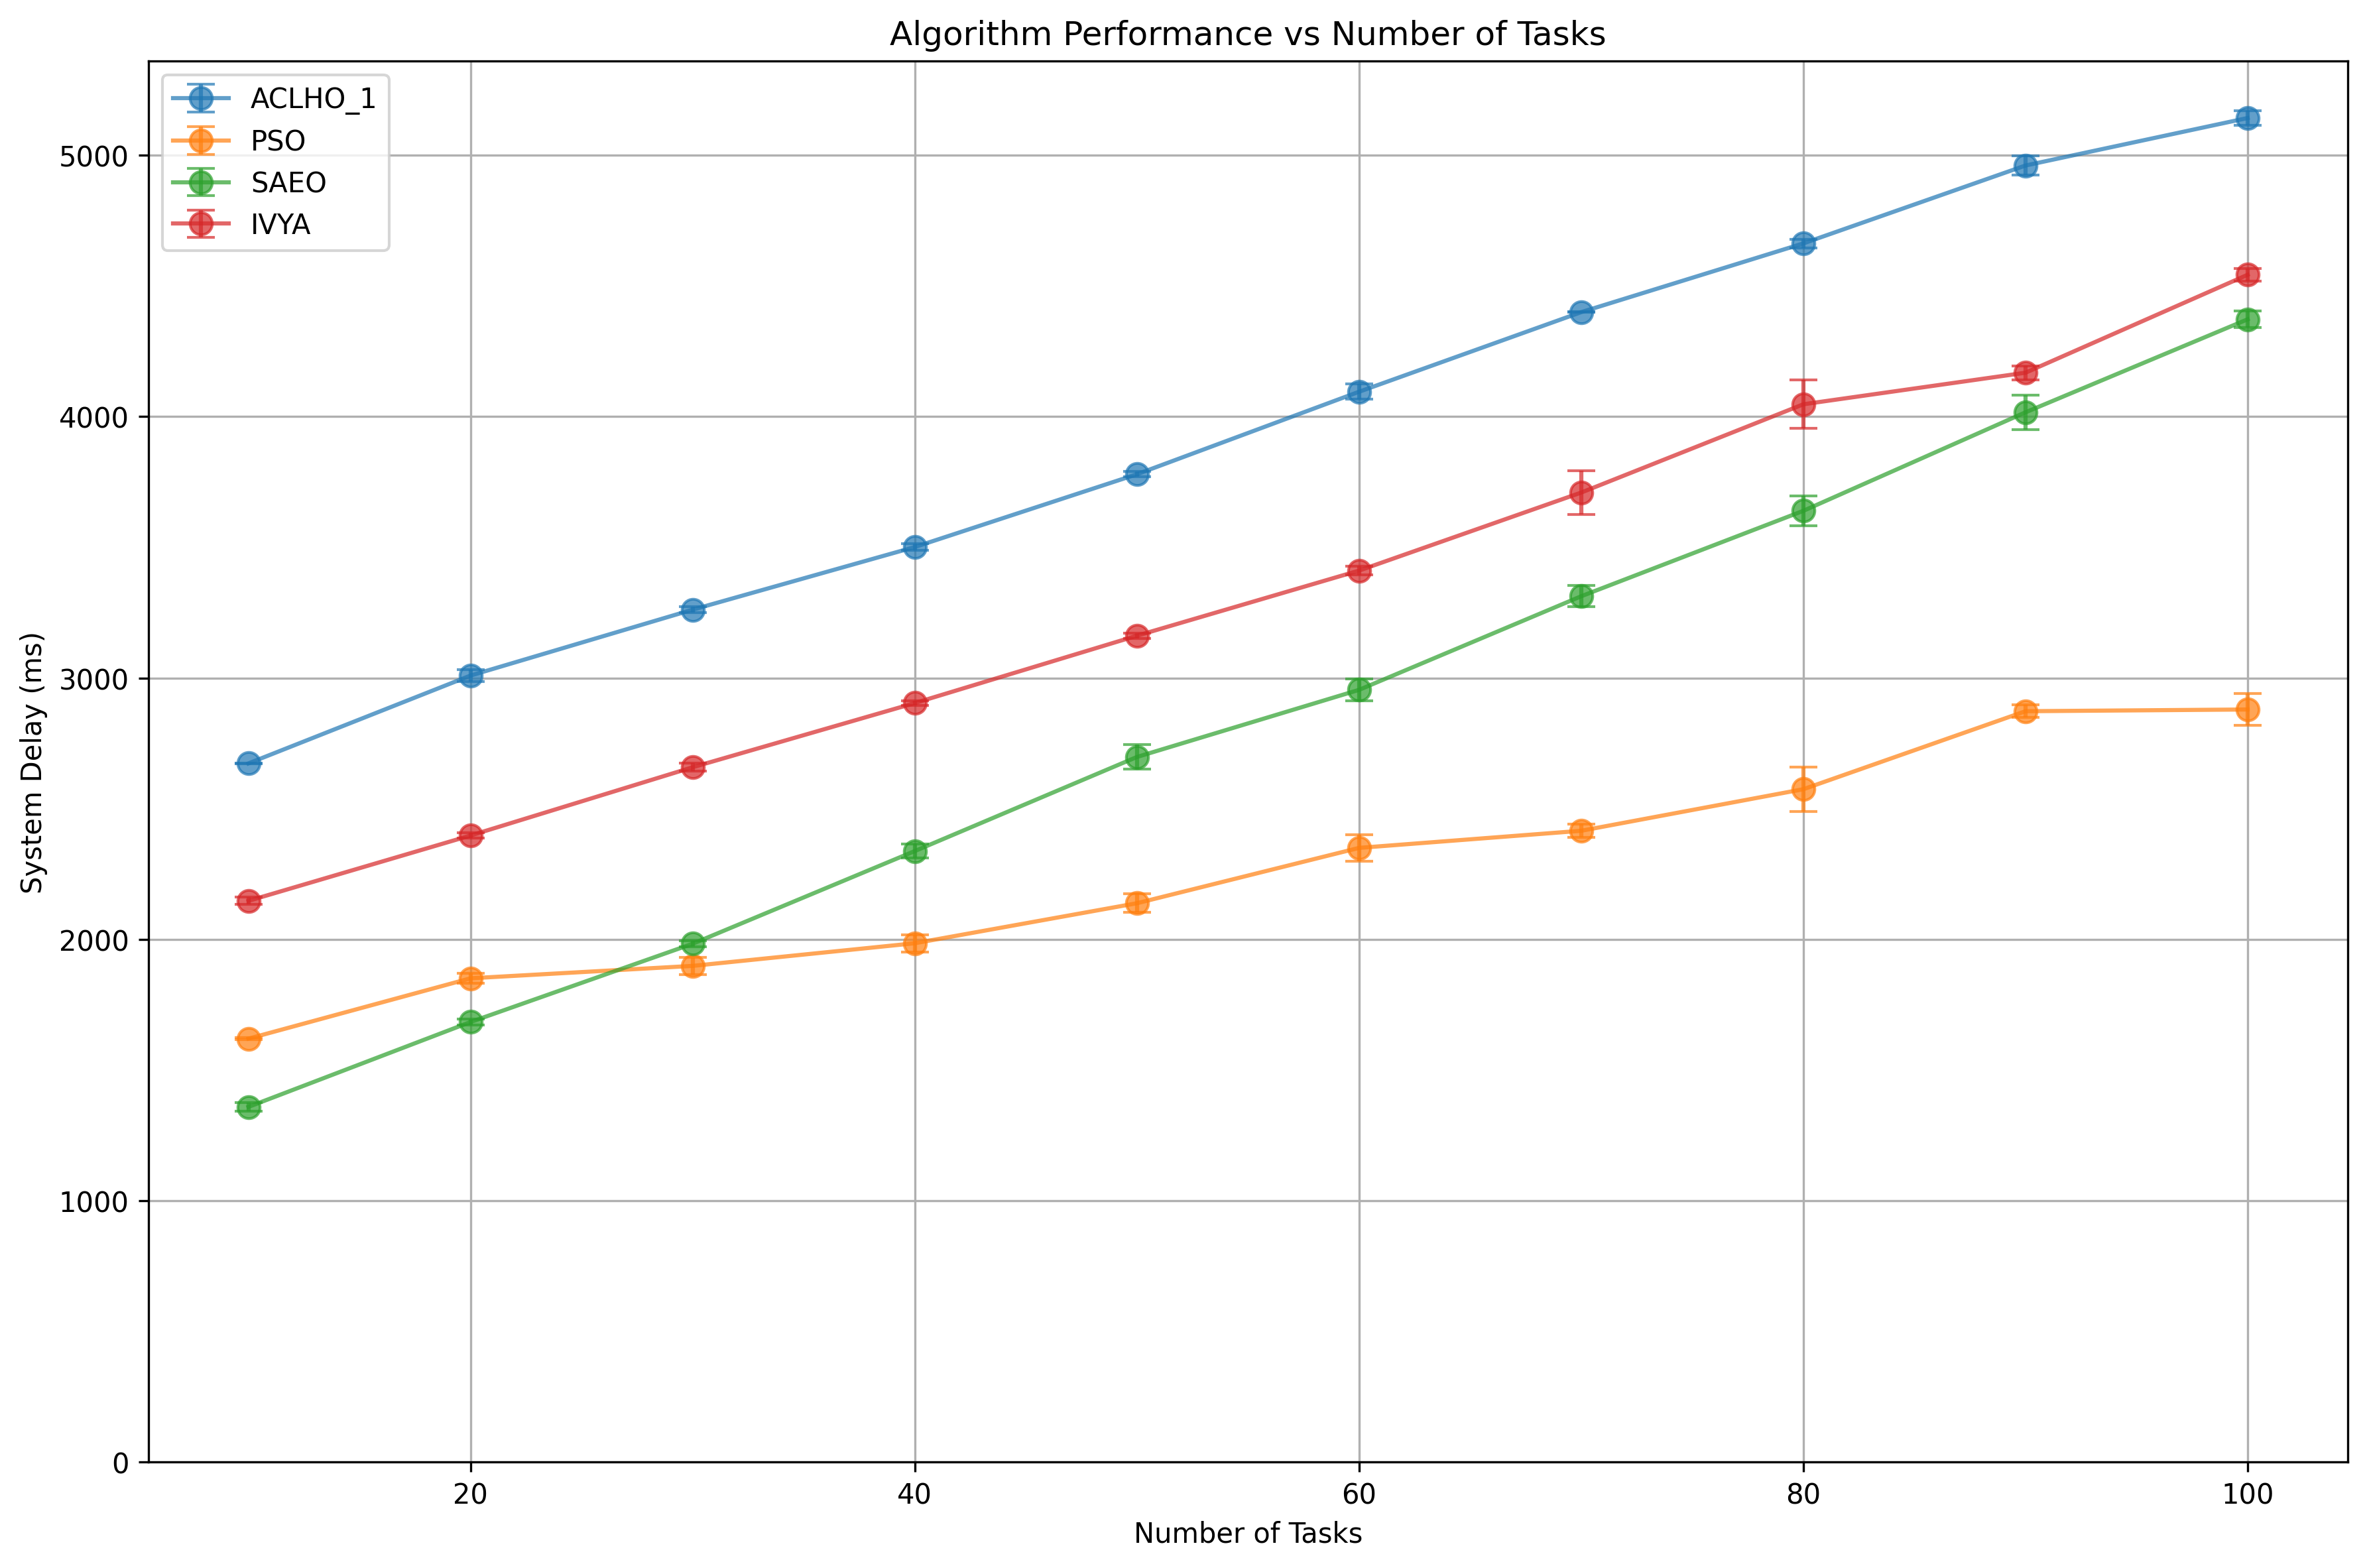 Algorithm Performance vs Number of Tasks
ACLHO_1
PSO
SAEO
IVYA
System Delay (ms)
5000
4000
3000
2000
1000
0
20 40 60 80 100
Number of Tasks